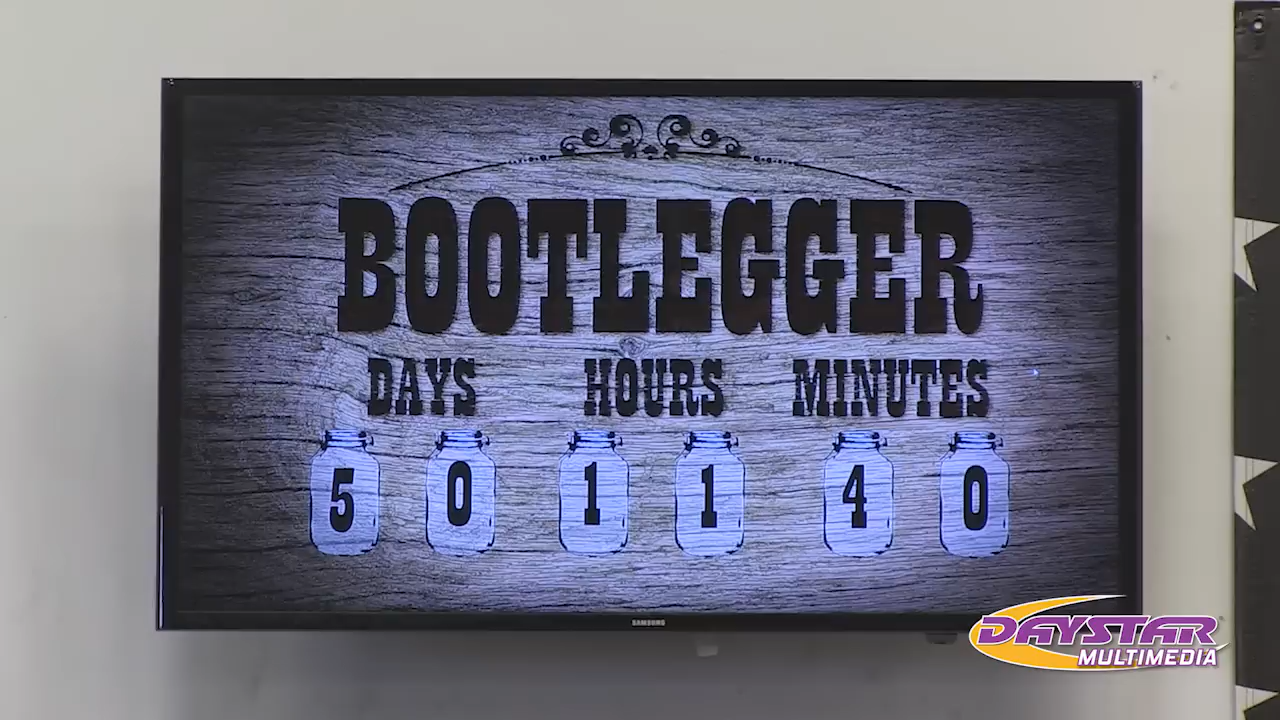 BOOTLEGGER
DAYS HOURS MINUTES
5 0 1 1 4 0
SAMSUNG
DAYSTAR
MULTIMEDIA